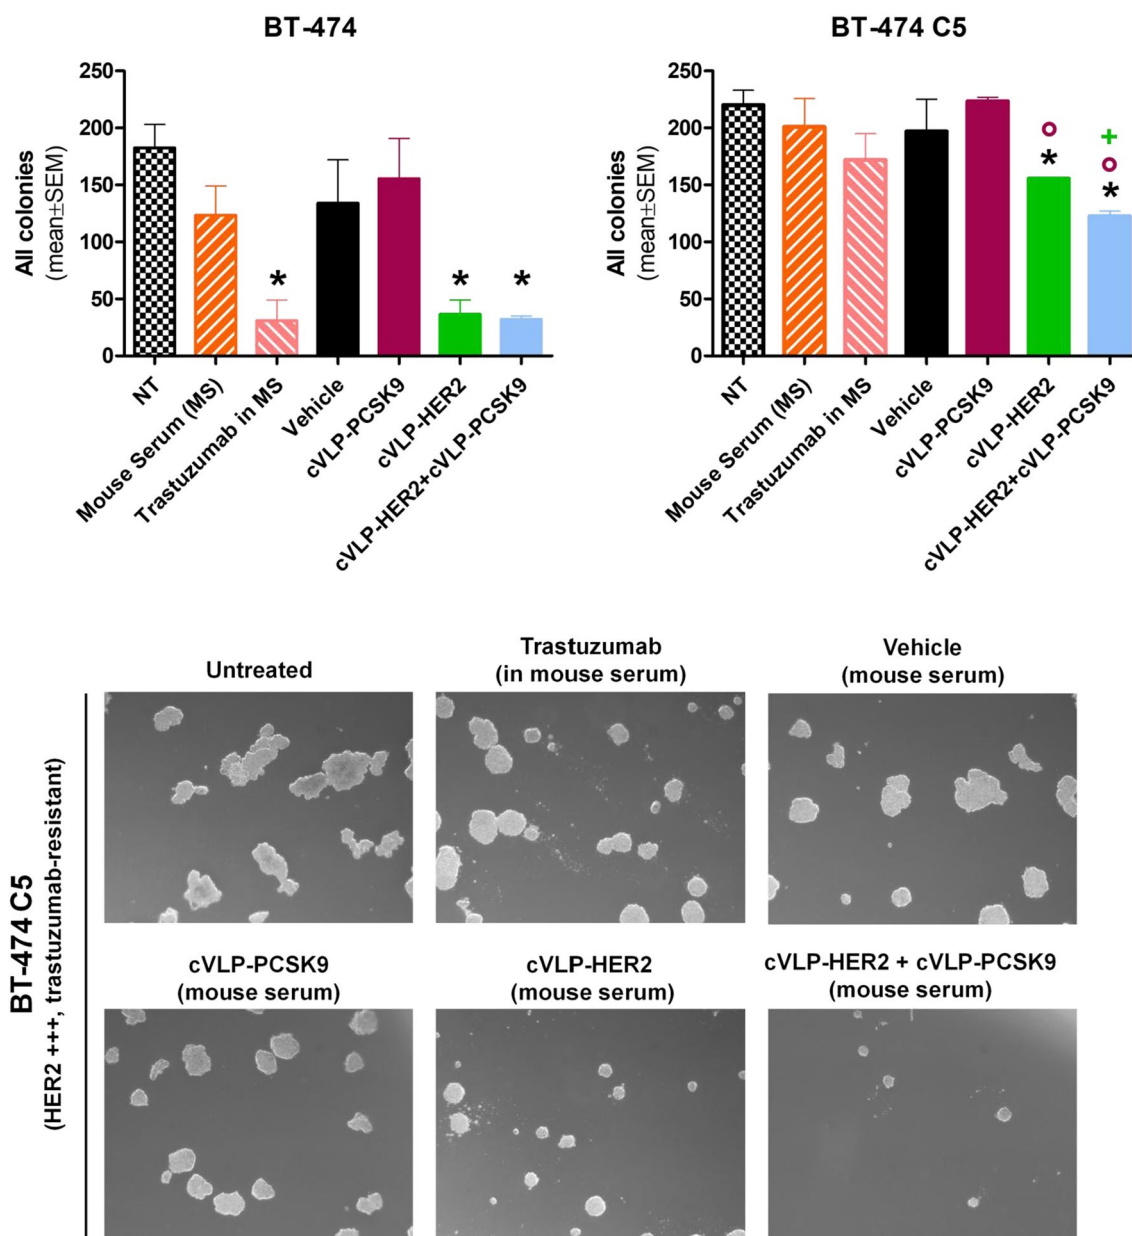 BT-474
All colonies
(mean±SEM)
250
200
150
100
50
0
*
*
*
NT
Mouse Serum (MS)
Trastuzumab in MS
Vehicle
cVLP-PCSK9
cVLP-HER2
cVLP-HER2+cVLP-PCSK9
BT-474 C5
All colonies
(mean±SEM)
250
200
150
100
50
0
*
+
*
NT
Mouse Serum (MS)
Trastuzumab in MS
Vehicle
cVLP-PCSK9
cVLP-HER2
cVLP-HER2+cVLP-PCSK9
BT-474 C5
(HER2 +++, trastuzumab-resistant)
Untreated
Trastuzumab
(in mouse serum)
Vehicle
(mouse serum)
cVLP-PCSK9
(mouse serum)
cVLP-HER2
(mouse serum)
cVLP-HER2 + cVLP-PCSK9
(mouse serum)